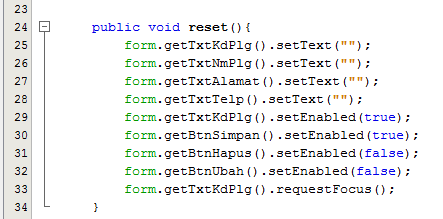 23
24 public void reset(){
25 form.getTxtKdPlg().setText("");
26 form.getTxtNmPlg().setText("");
27 form.getTxtAlamat().setText("");
28 form.getTxtTelp().setText("");
29 form.getTxtKdPlg().setEnabled(true);
30 form.getBtnSimpan().setEnabled(true);
31 form.getBtnHapus().setEnabled(false);
32 form.getBtnUbah().setEnabled(false);
33 form.getTxtKdPlg().requestFocus();
34 }